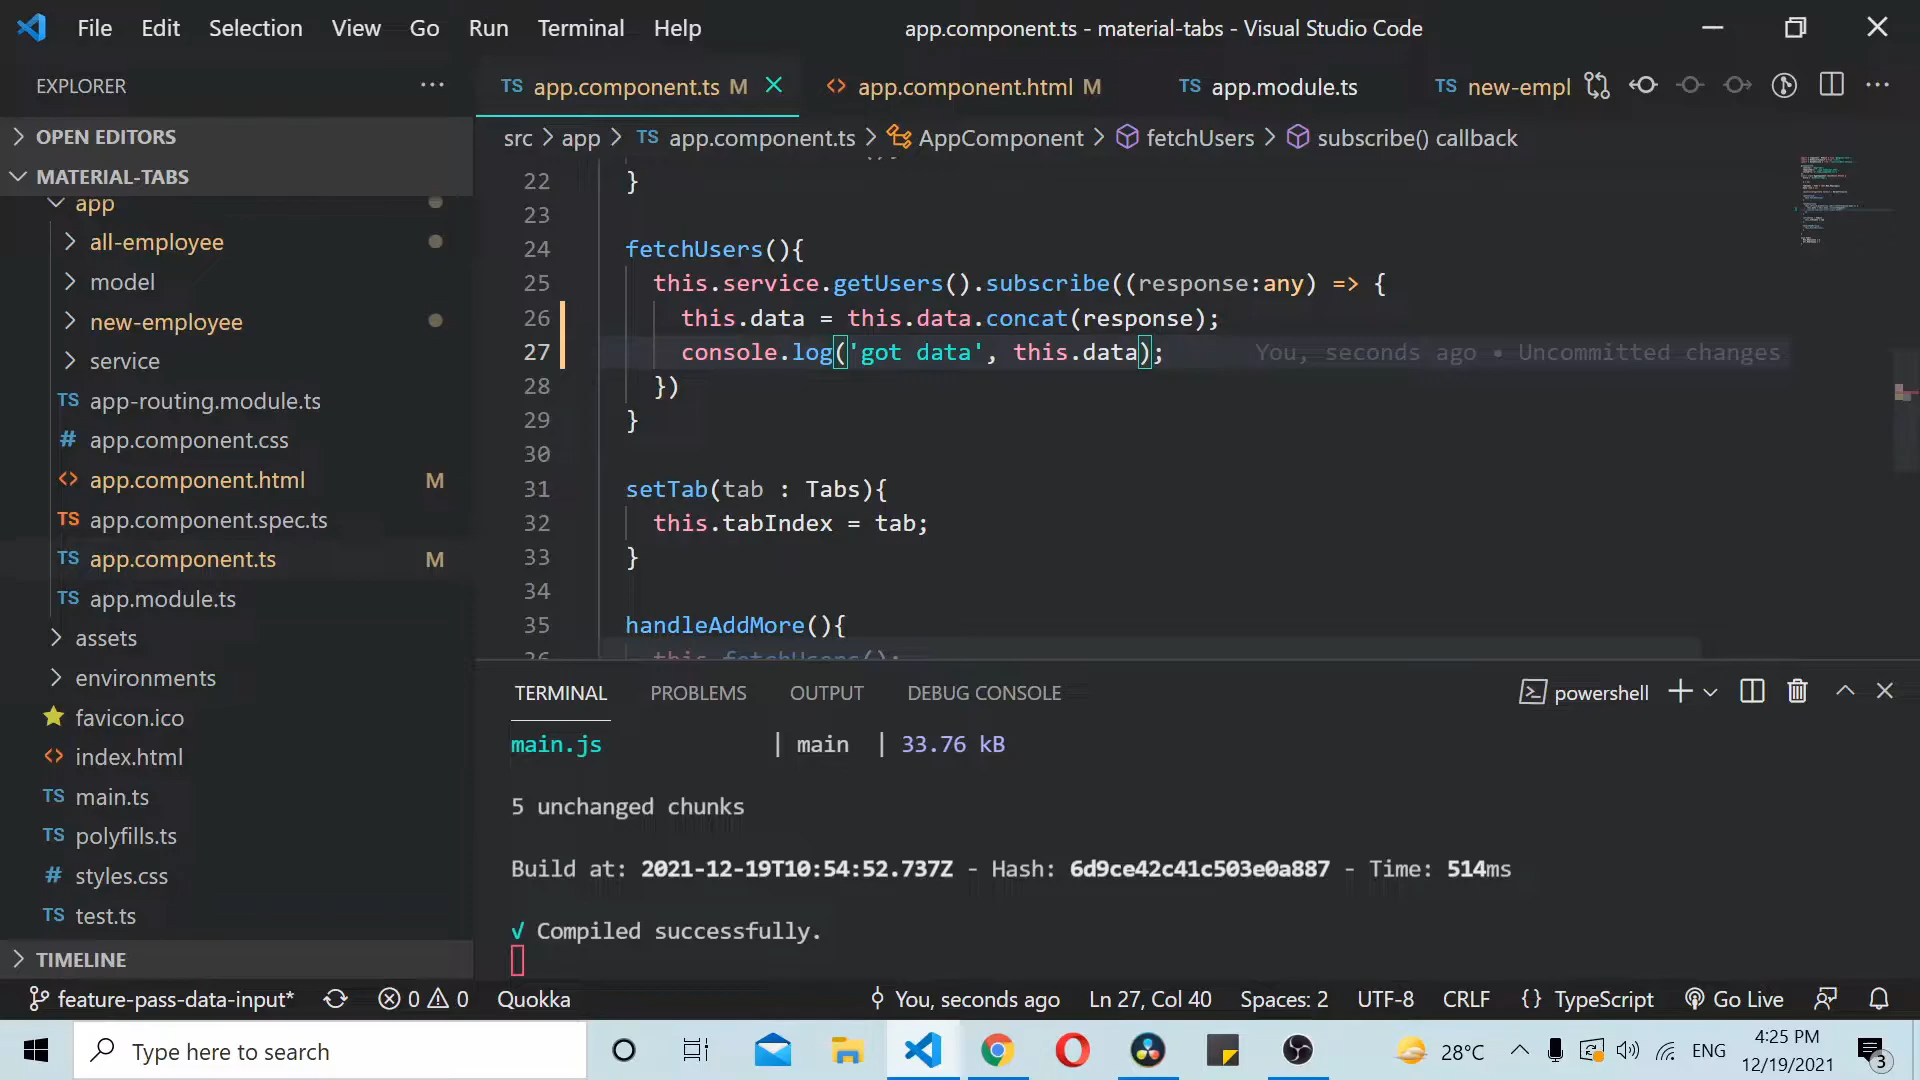 File Edit Selection View Go Run Terminal Help
app.component.ts - material-tabs - Visual Studio Code
EXPLORER
TS app.component.ts M
<> app.component.html M
TS app.module.ts
TS new-empl
OPEN EDITORS
src > app > TS app.component.ts > AppComponent > fetchUsers > subscribe() callback
MATERIAL-TABS
app
all-employee
model
new-employee
service
TS app-routing.module.ts
# app.component.css
<> app.component.html M
TS app.component.spec.ts
TS app.component.ts M
TS app.module.ts
assets
environments
favicon.ico
<> index.html
TS main.ts
TS polyfills.ts
# styles.css
TS test.ts
TIMELINE
22 }
23
24 fetchUsers(){
25 this.service.getUsers().subscribe((response:any) => {
26 this.data = this.data.concat(response);
27 console.log('got data', this.data); You, seconds ago • Uncommitted changes
28 })
29 }
30
31 setTab(tab : Tabs){
32 this.tabIndex = tab;
33 }
34
35 handleAddMore(){
36 this.fetchUsers();
TERMINAL PROBLEMS OUTPUT DEBUG CONSOLE
powershell
main.js | main | 33.76 kB
5 unchanged chunks
Build at: 2021-12-19T10:54:52.737Z - Hash: 6d9ce42c41c503e0a887 - Time: 514ms
√ Compiled successfully.
feature-pass-data-input* 0 0 Quokka
You, seconds ago Ln 27, Col 40 Spaces: 2 UTF-8 CRLF {} TypeScript Go Live
Type here to search
28°C
ENG
4:25 PM
12/19/2021
3